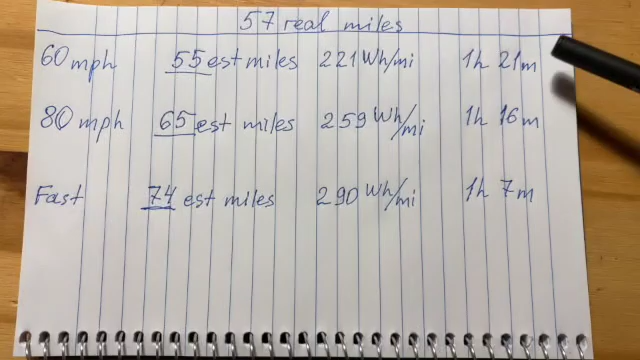 57 real miles
60 mph 55 est miles 221 Wh/mi 1h 21m
80 mph 65 est miles 259 Wh/mi 1h 16m
Fast 74 est miles 290 Wh/mi 1h 7m